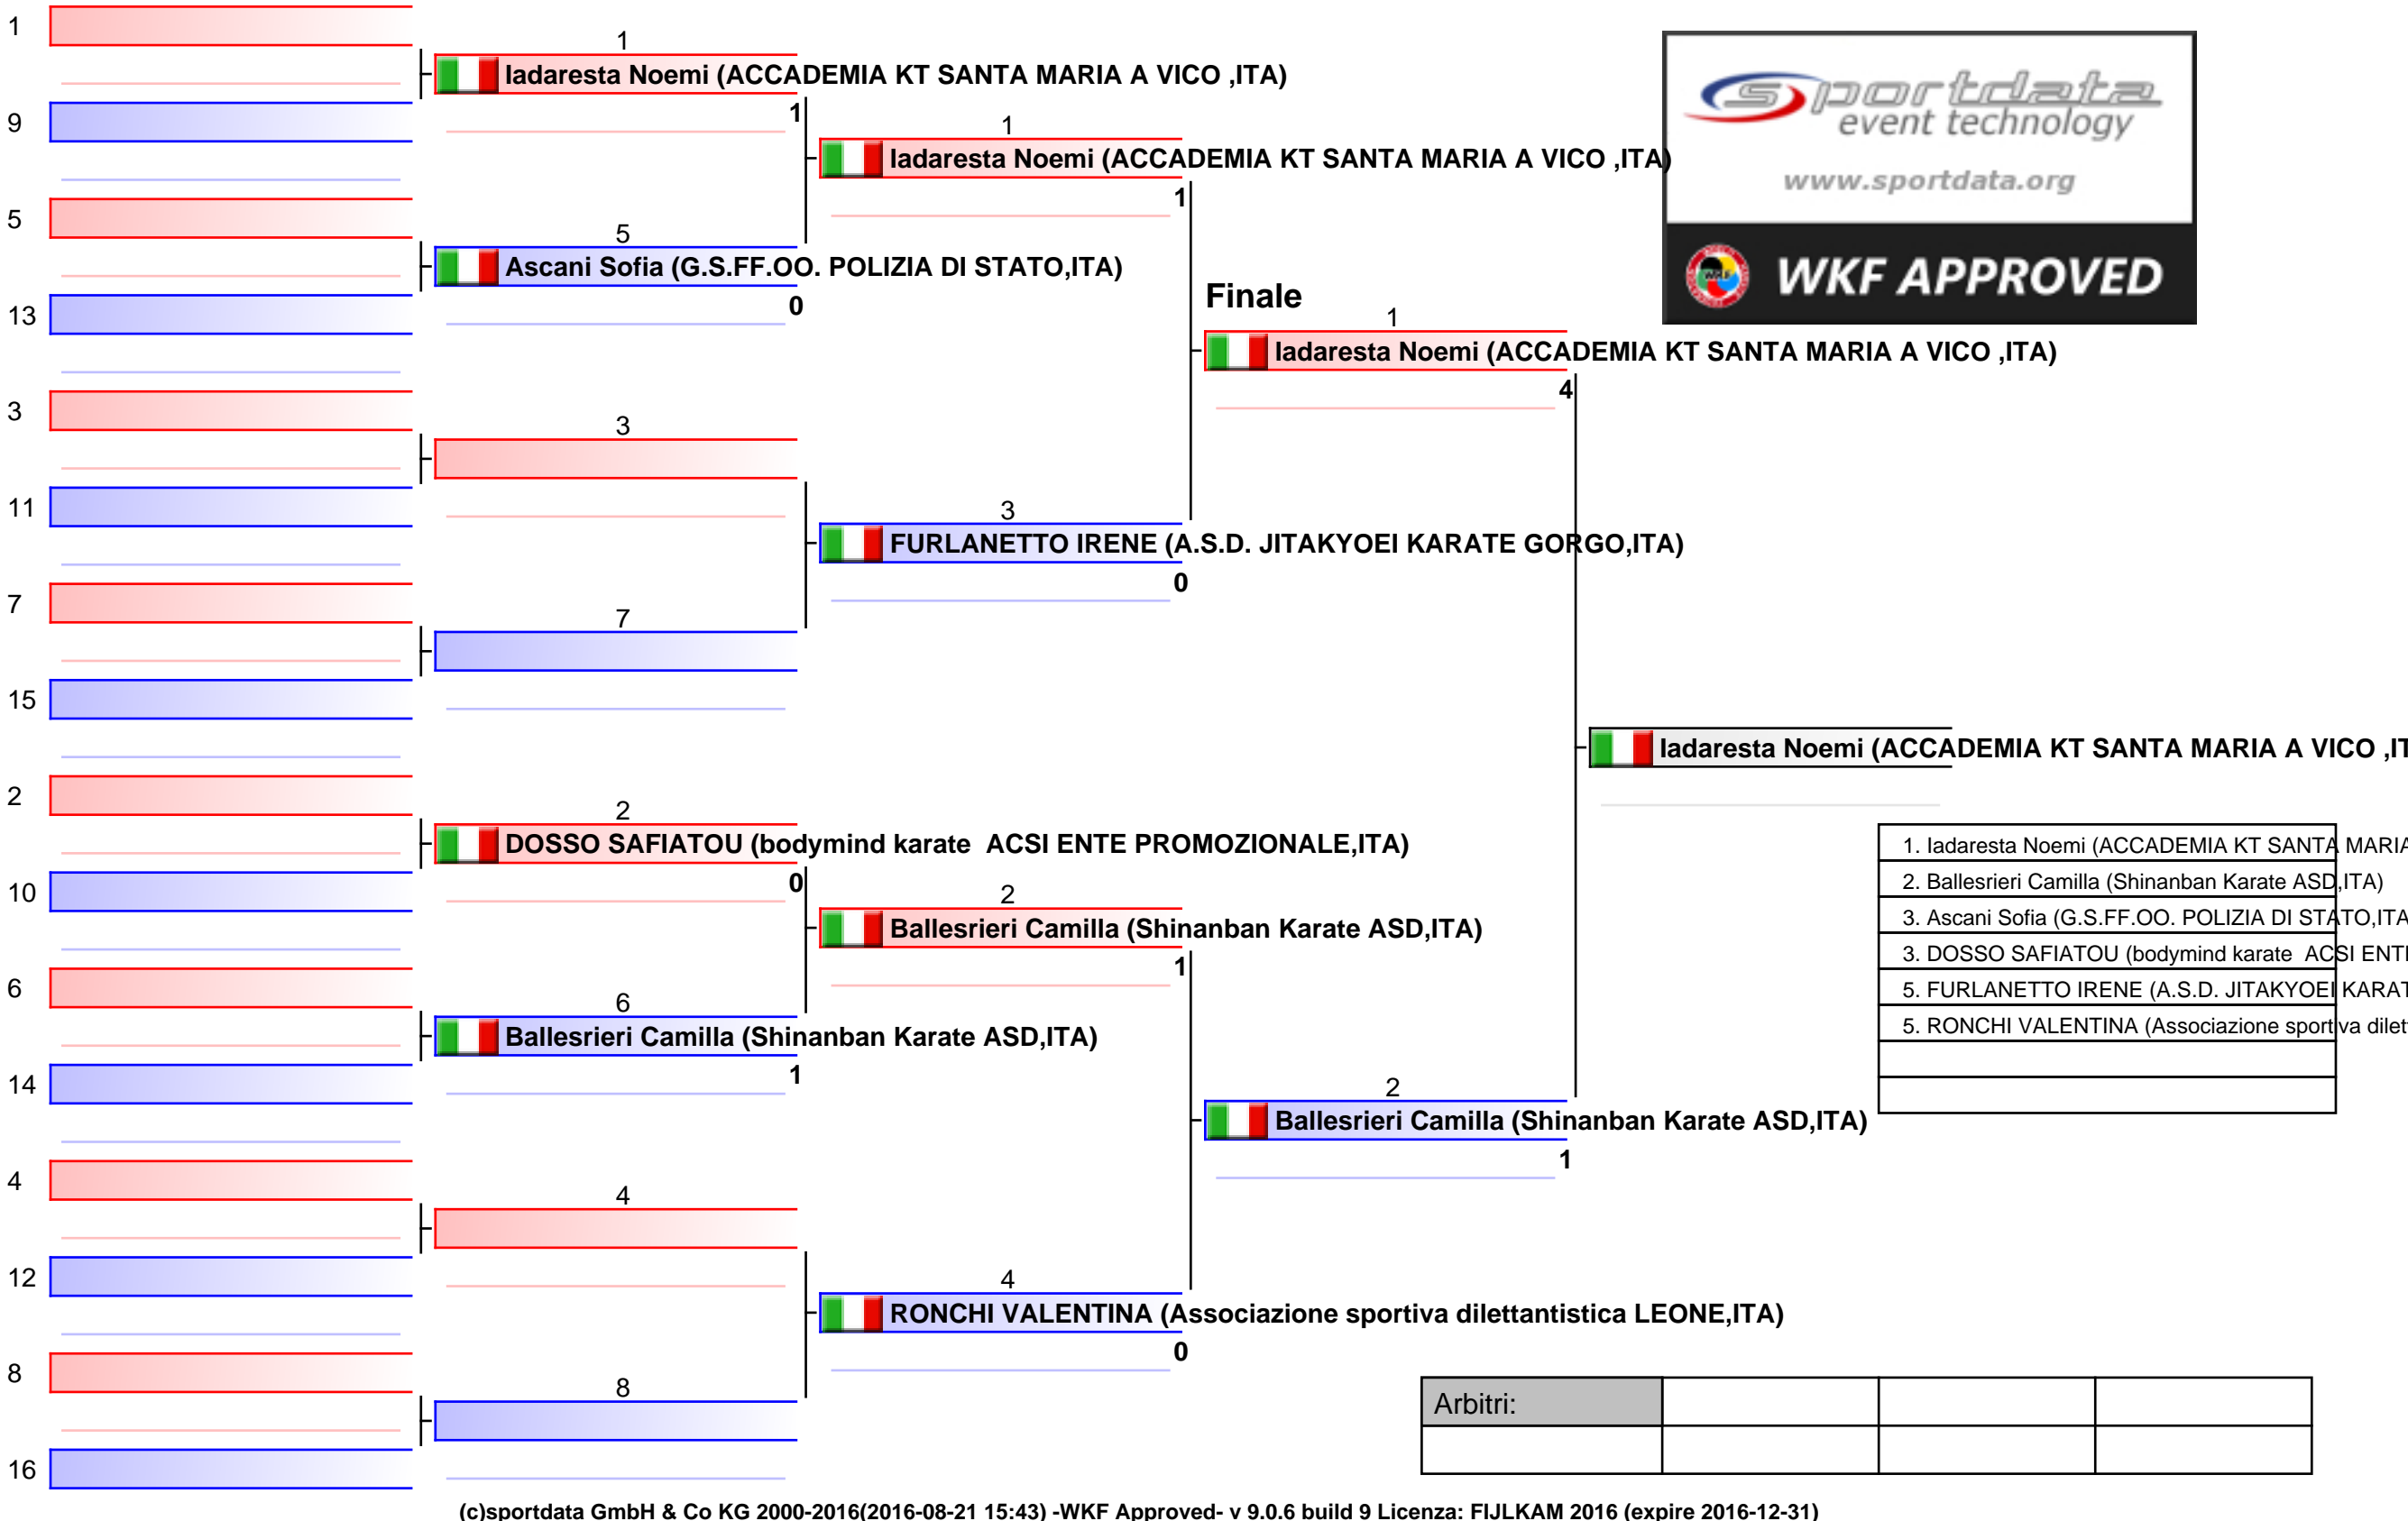 1
9
5
13
3
11
7
15
2
10
6
14
4
12
8
16
1
Iadaresta Noemi (ACCADEMIA KT SANTA MARIA A VICO ,ITA)
1
5
Ascani Sofia (G.S.FF.OO. POLIZIA DI STATO,ITA)
0
3
7
2
DOSSO SAFIATOU (bodymind karate  ACSI ENTE PROMOZIONALE,ITA)
0
6
Ballesrieri Camilla (Shinanban Karate ASD,ITA)
1
4
8
1
Iadaresta Noemi (ACCADEMIA KT SANTA MARIA A VICO ,ITA)
1
3
FURLANETTO IRENE (A.S.D. JITAKYOEI KARATE GORGO,ITA)
0
2
Ballesrieri Camilla (Shinanban Karate ASD,ITA)
1
4
RONCHI VALENTINA (Associazione sportiva dilettantistica LEONE,ITA)
0
Finale
1
Iadaresta Noemi (ACCADEMIA KT SANTA MARIA A VICO ,ITA)
4
2
Ballesrieri Camilla (Shinanban Karate ASD,ITA)
1
Iadaresta Noemi (ACCADEMIA KT SANTA MARIA A VICO ,IT
sportdata
event technology
www.sportdata.org
WKF
WKF APPROVED
1. Iadaresta Noemi (ACCADEMIA KT SANTA MARIA
2. Ballesrieri Camilla (Shinanban Karate ASD,ITA)
3. Ascani Sofia (G.S.FF.OO. POLIZIA DI STATO,ITA
3. DOSSO SAFIATOU (bodymind karate  ACSI ENTE
5. FURLANETTO IRENE (A.S.D. JITAKYOEI KARAT
5. RONCHI VALENTINA (Associazione sportiva dilet
Arbitri:
(c)sportdata GmbH & Co KG 2000-2016(2016-08-21 15:43) -WKF Approved- v 9.0.6 build 9 Licenza: FIJLKAM 2016 (expire 2016-12-31)